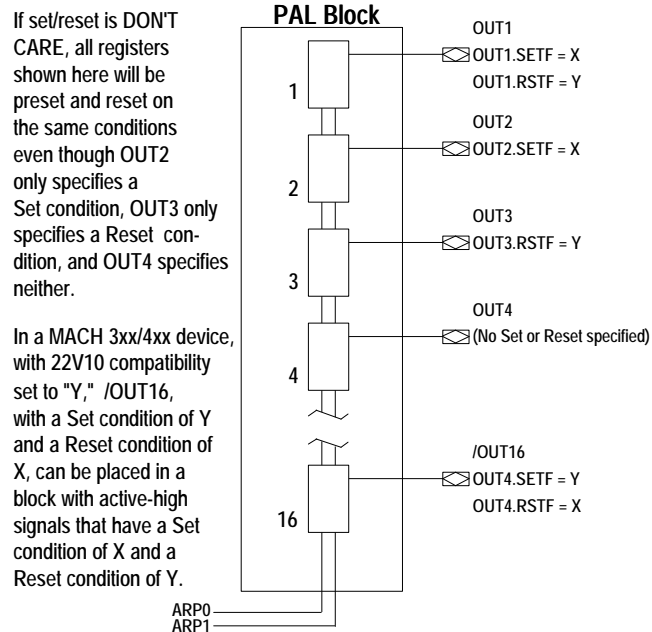 If set/reset is DON'T
CARE, all registers
shown here will be
preset and reset on
the same conditions
even though OUT2
only specifies a
Set condition, OUT3 only
specifies a Reset con-
dition, and OUT4 specifies
neither.
In a MACH 3xx/4xx device,
with 22V10 compatibility
set to "Y," /OUT16,
with a Set condition of Y
and a Reset condition of
X, can be placed in a
block with active-high
signals that have a Set
condition of X and a
Reset condition of Y.
PAL Block
1
2
3
4
16
OUT1
OUT1.SETF = X
OUT1.RSTF = Y
OUT2
OUT2.SETF = X
OUT3
OUT3.RSTF = Y
OUT4
(No Set or Reset specified)
/OUT16
OUT4.SETF = Y
OUT4.RSTF = X
ARP0
ARP1